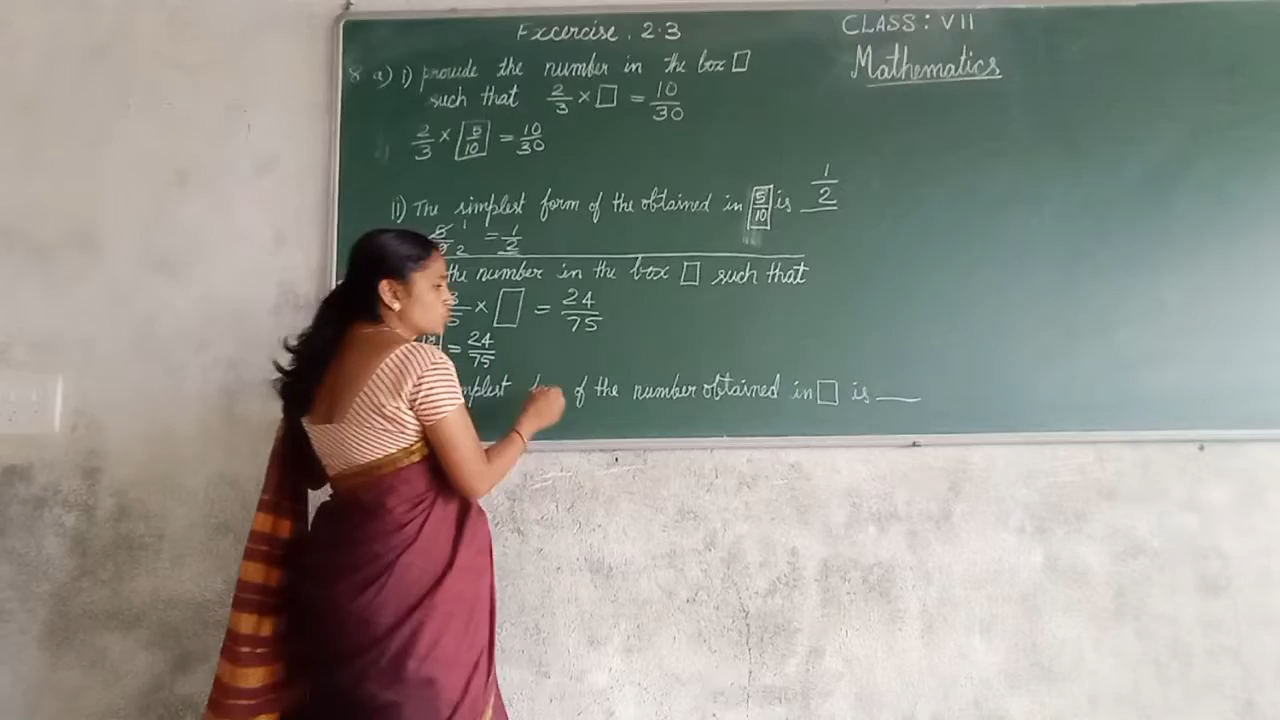 Excercise . 2.3
CLASS : VII
Mathematics
8 a) i) provide the number in the box □
such that 2/3 × □ = 10/30
2/3 × 5/10 = 10/30
ii) The simplest form of the obtained in 5/10 is 1/2
5/ 1 2 = 1/2
the number in the box □ such that
× □ = 24/75
= 24/75
of the number obtained in □ is ___